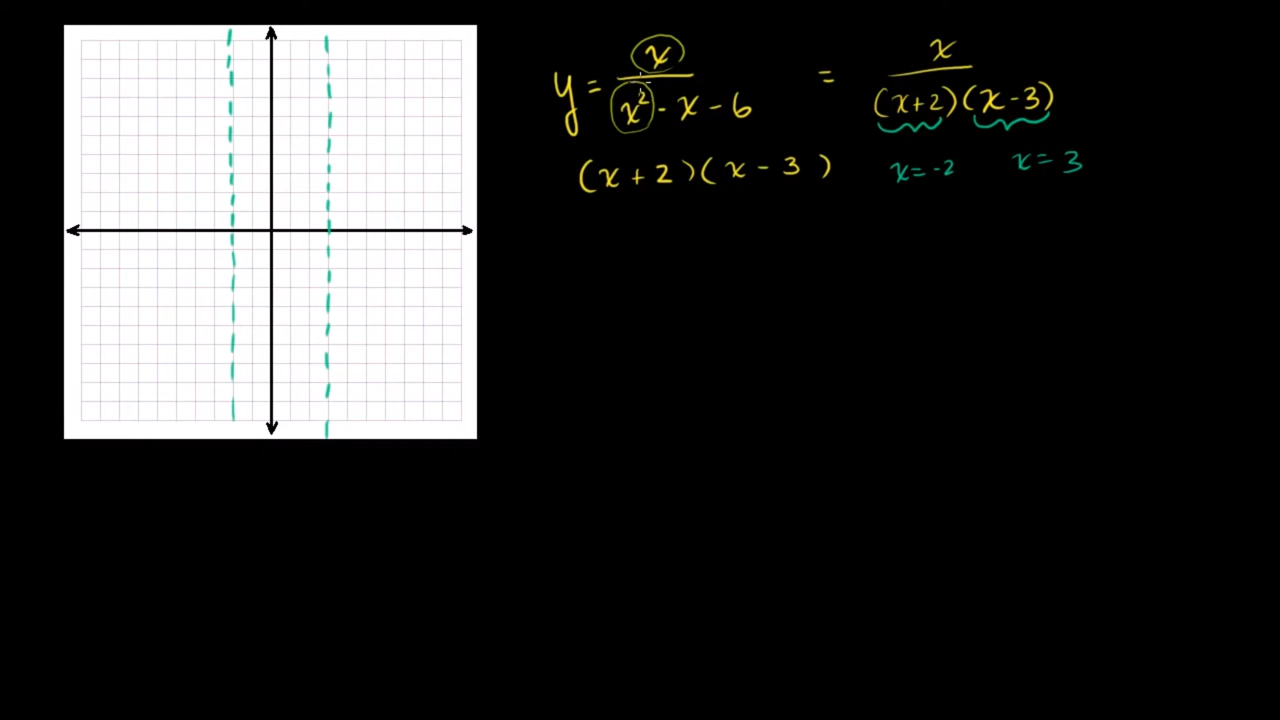 y = x / (x² - x - 6) = x / ((x+2)(x-3))
(x+2)(x-3) x=-2 x=3